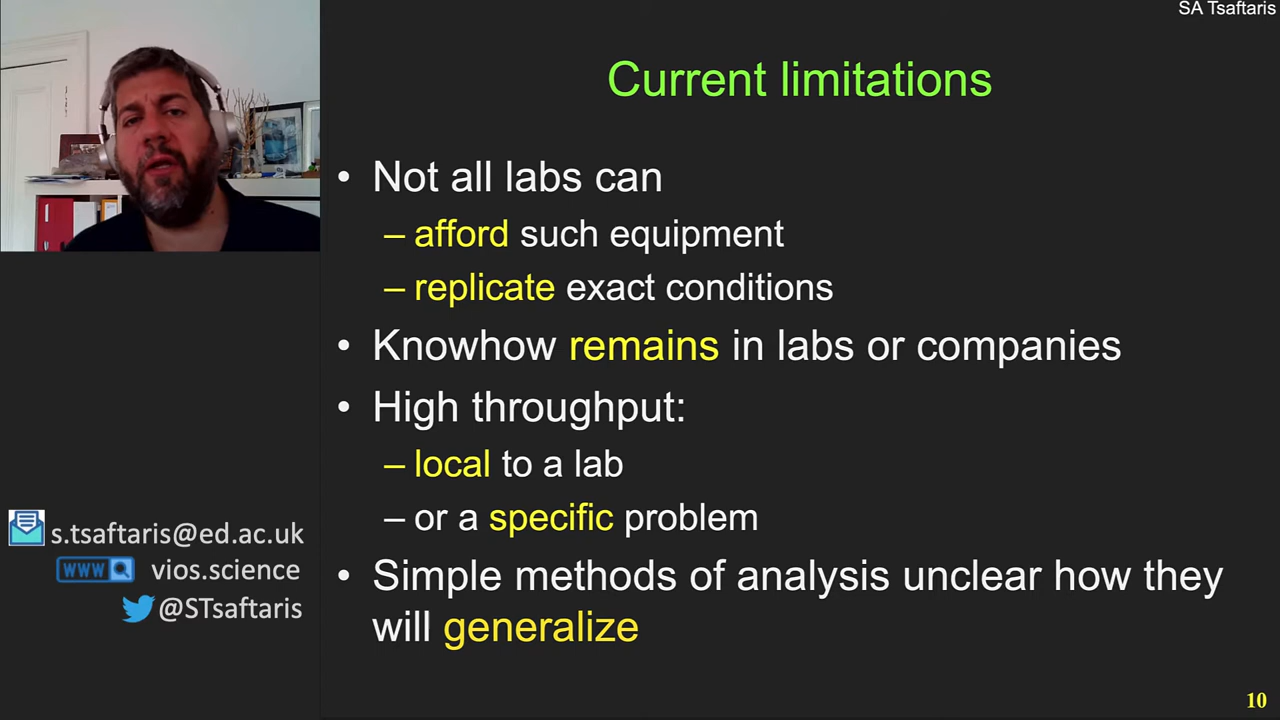 SA Tsaftaris
Current limitations
• Not all labs can
– afford such equipment
– replicate exact conditions
• Knowhow remains in labs or companies
• High throughput:
– local to a lab
– or a specific problem
• Simple methods of analysis unclear how they
will generalize
s.tsaftaris@ed.ac.uk
www vios.science
@STsaftaris
10